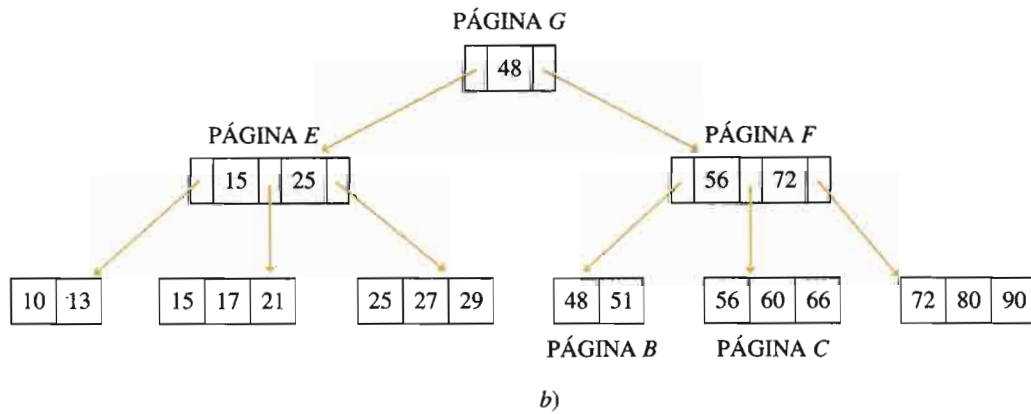 PÁGINA G
48
PÁGINA E
PÁGINA F
15 25
56 72
10 13
15 17 21
25 27 29
48 51
56 60 66
72 80 90
PÁGINA B
PÁGINA C
b)